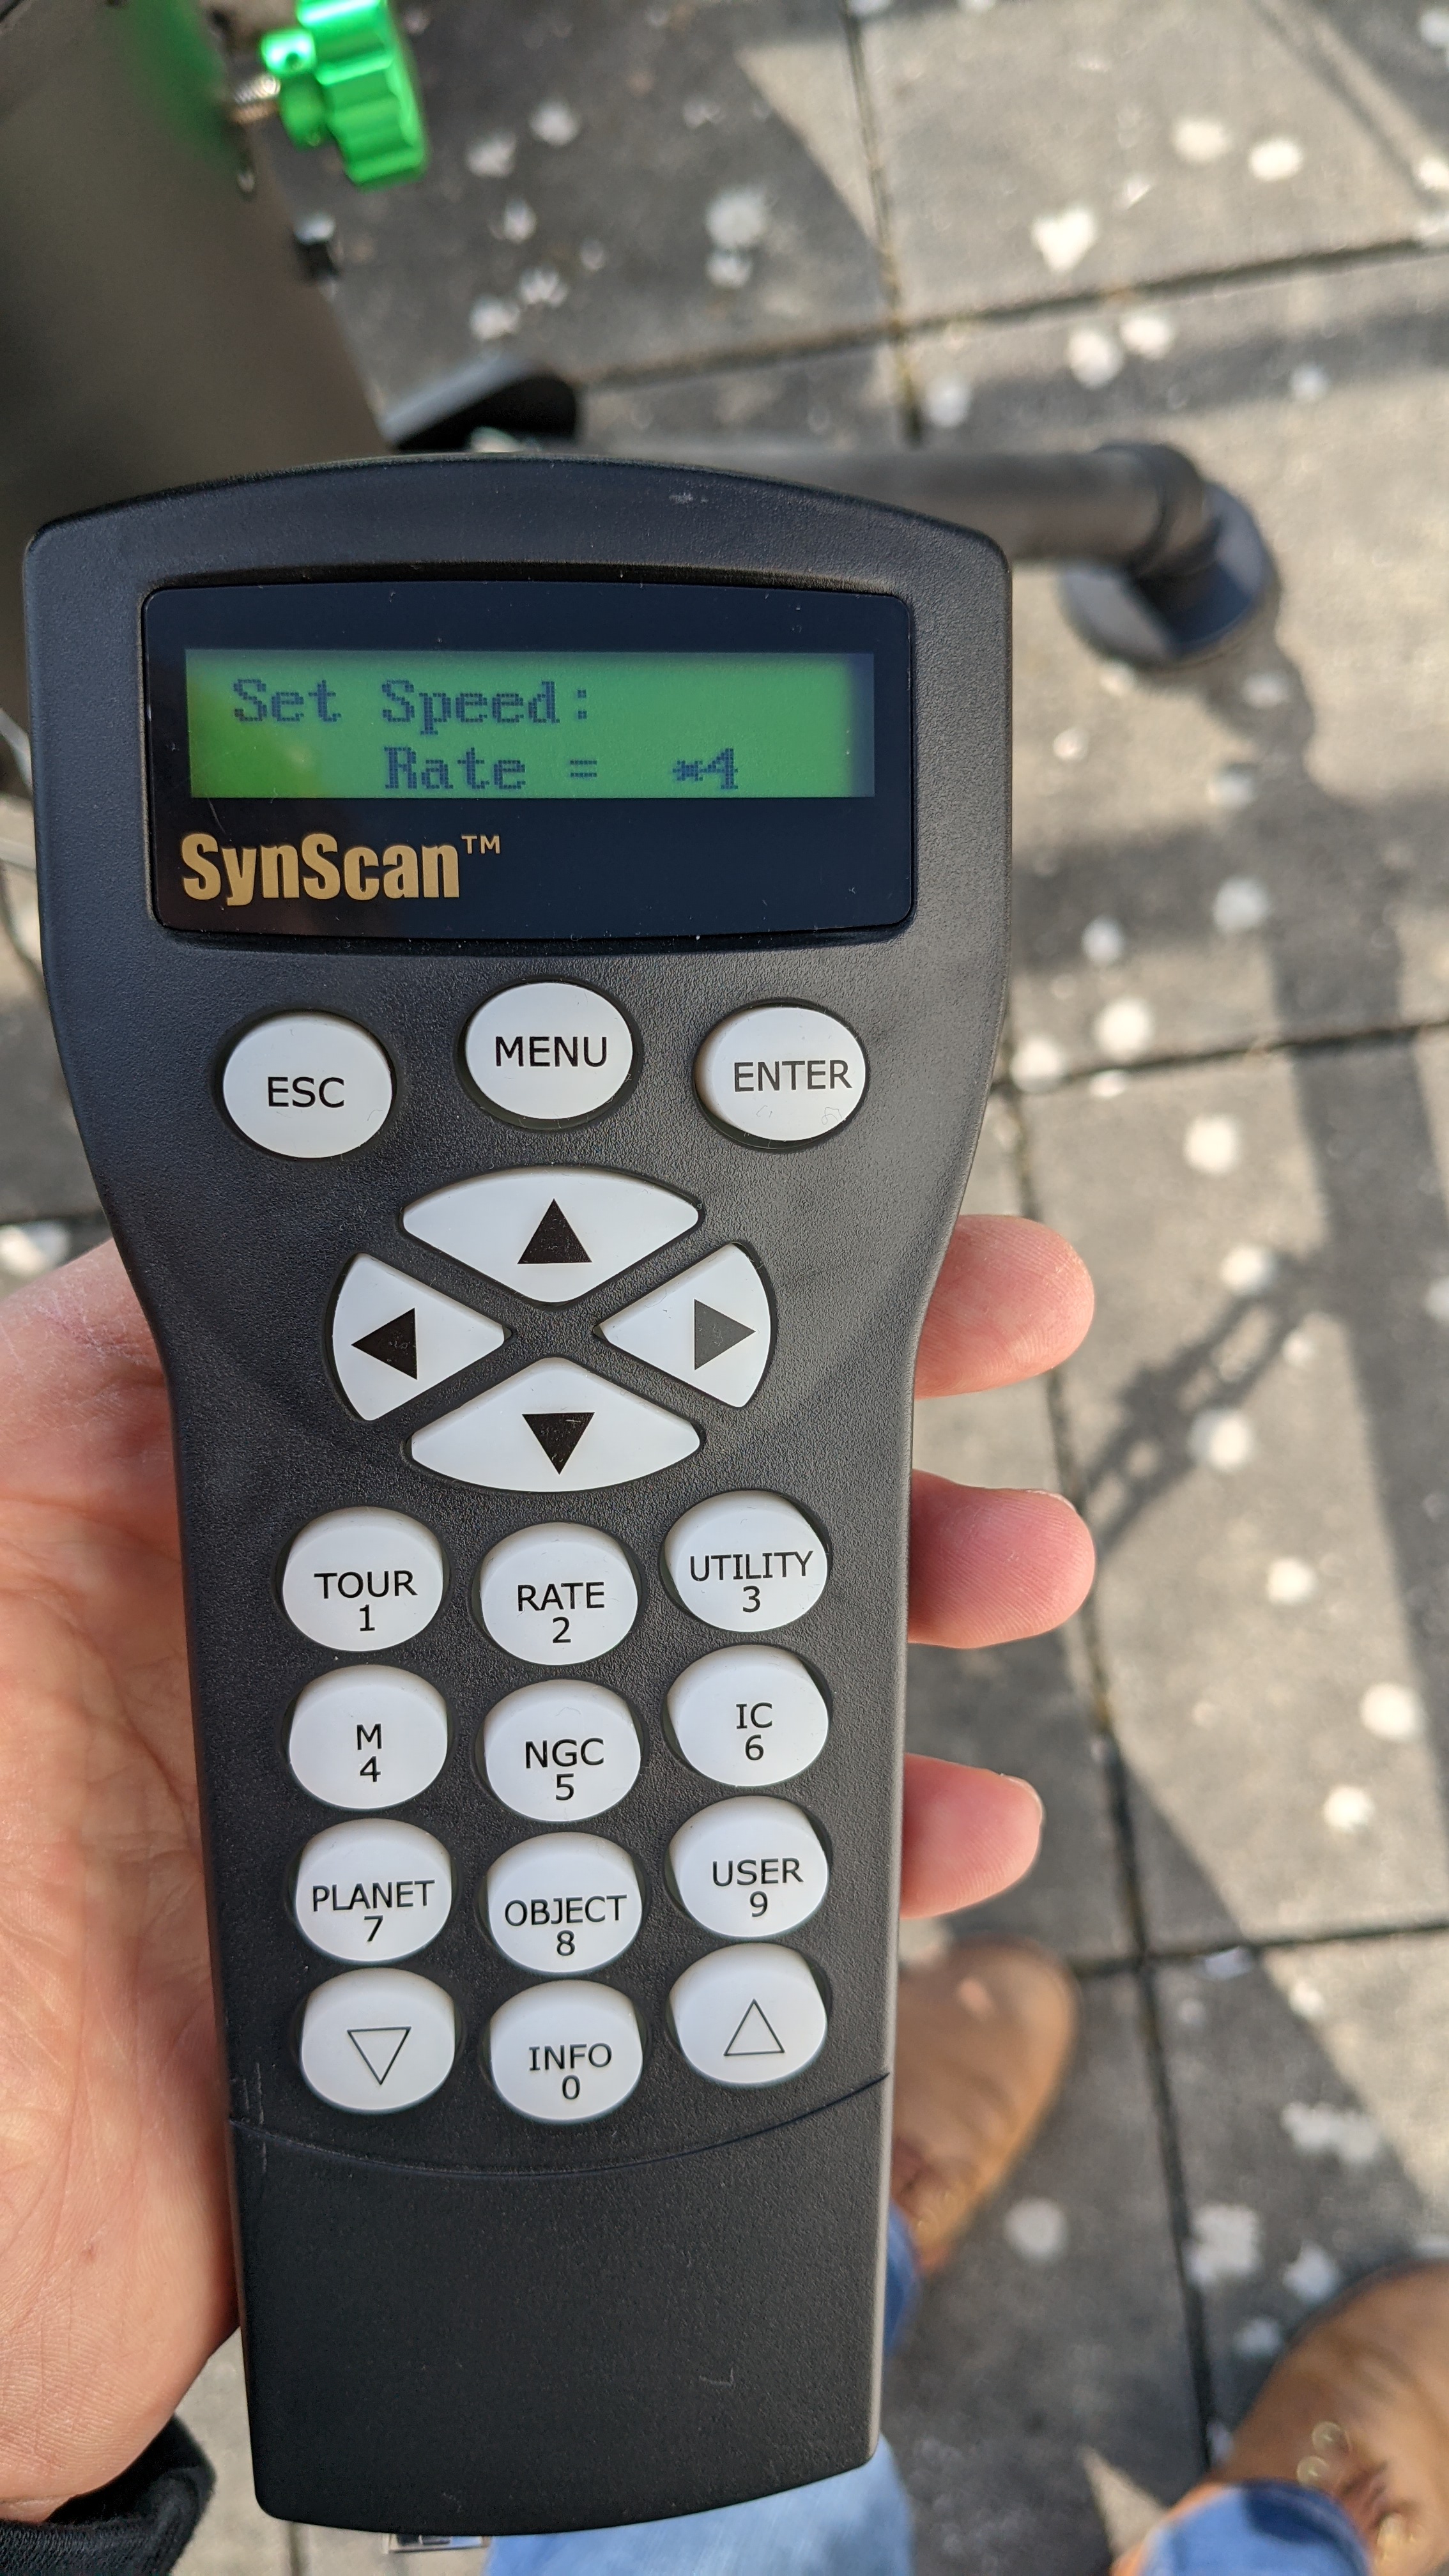 Set Speed:
Rate = *4
SynScan™
ESC
MENU
ENTER
TOUR
1
RATE
2
UTILITY
3
M
4
NGC
5
IC
6
PLANET
7
OBJECT
8
USER
9
INFO
0